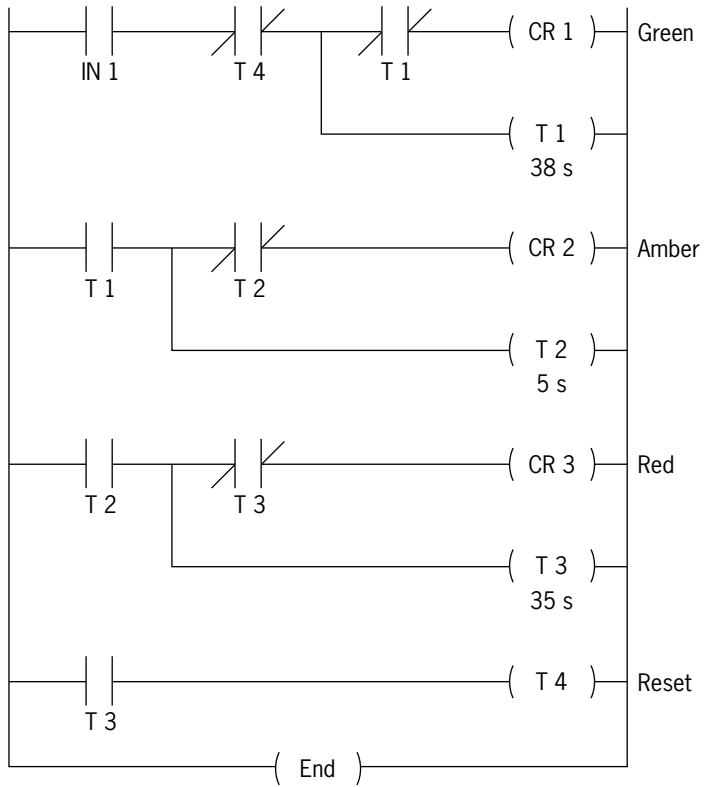 CR 1 Green
IN 1 T 4 T 1
T 1
38 s
CR 2 Amber
T 1 T 2
T 2
5 s
CR 3 Red
T 2 T 3
T 3
35 s
T 4 Reset
T 3
End